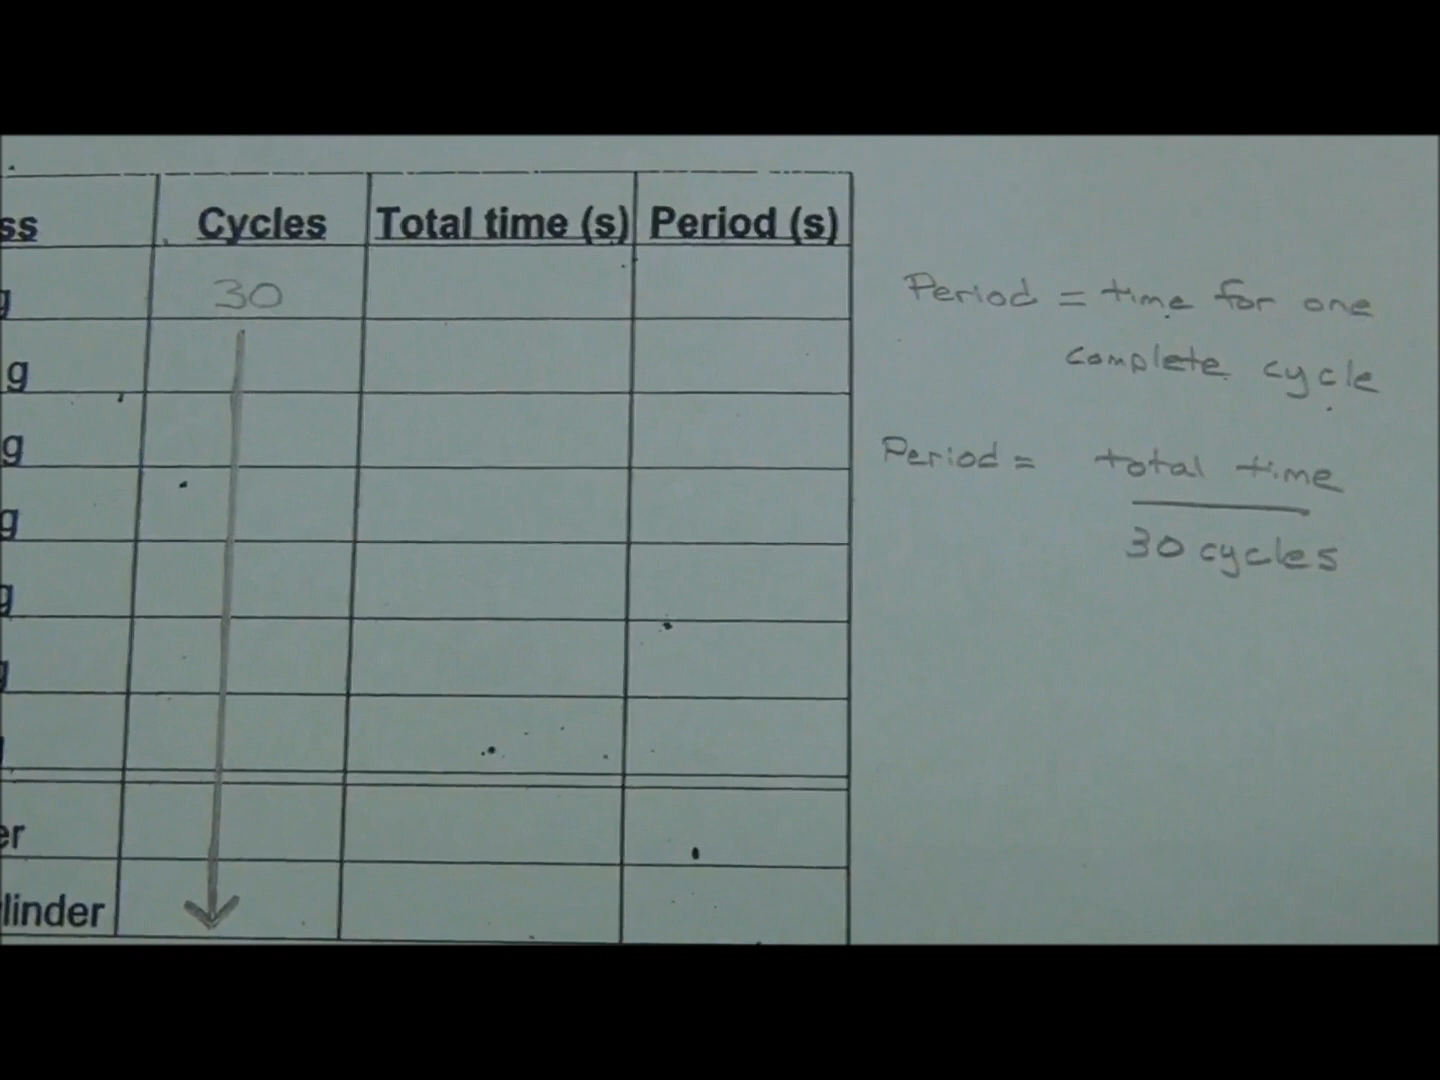 ss Cycles Total time (s) Period (s)
g 30
g
g
g
g
g
er
linder
Period = time for one
complete cycle
Period = total time
30 cycles